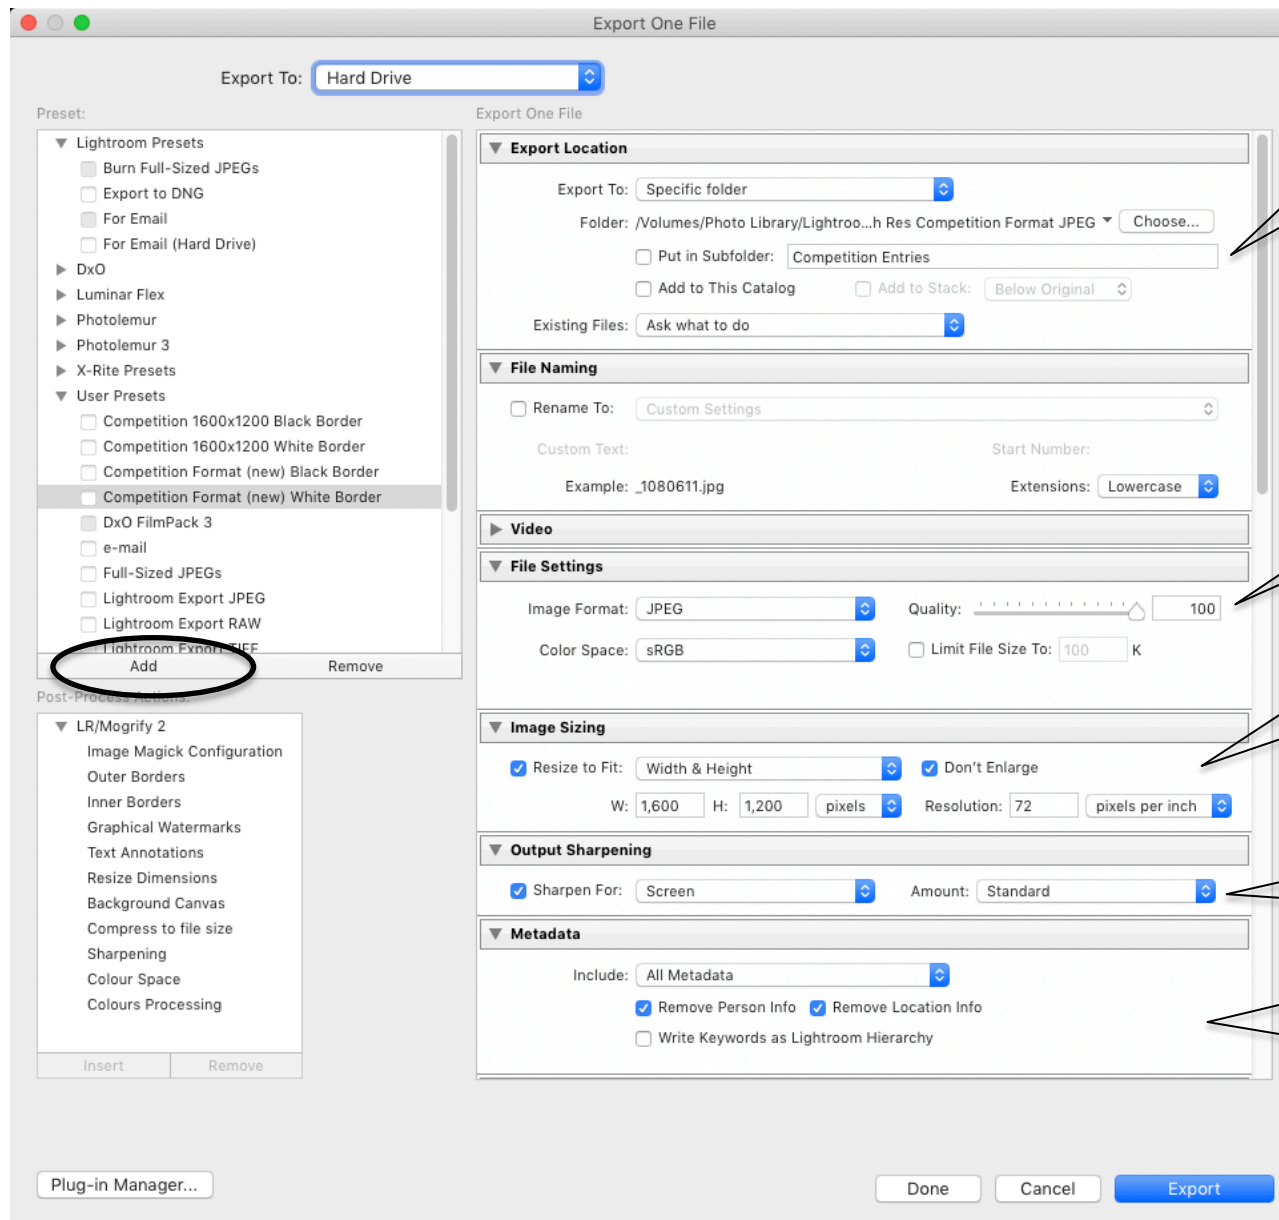 Export One File
Export To: Hard Drive
Preset:
Lightroom Presets
Burn Full-Sized JPEGs
Export to DNG
For Email
For Email (Hard Drive)
DxO
Luminar Flex
Photolemur
Photolemur 3
X-Rite Presets
User Presets
Competition 1600x1200 Black Border
Competition 1600x1200 White Border
Competition Format (new) Black Border
Competition Format (new) White Border
DxO FilmPack 3
e-mail
Full-Sized JPEGs
Lightroom Export JPEG
Lightroom Export RAW
Lightroom Export TIFF
Add Remove
Post-Process Actions:
LR/Mogrify 2
Image Magick Configuration
Outer Borders
Inner Borders
Graphical Watermarks
Text Annotations
Resize Dimensions
Background Canvas
Compress to file size
Sharpening
Colour Space
Colours Processing
Insert Remove
Export One File
Export Location
Export To: Specific folder
Folder: /Volumes/Photo Library/Lightroo...h Res Competition Format JPEG Choose...
Put in Subfolder: Competition Entries
Add to This Catalog Add to Stack: Below Original
Existing Files: Ask what to do
File Naming
Rename To: Custom Settings
Custom Text: Start Number:
Example: _1080611.jpg Extensions: Lowercase
Video
File Settings
Image Format: JPEG Quality: 100
Color Space: sRGB Limit File Size To: 100 K
Image Sizing
Resize to Fit: Width & Height Don't Enlarge
W: 1,600 H: 1,200 pixels Resolution: 72 pixels per inch
Output Sharpening
Sharpen For: Screen Amount: Standard
Metadata
Include: All Metadata
Remove Person Info Remove Location Info
Write Keywords as Lightroom Hierarchy
Plug-in Manager... Done Cancel Export